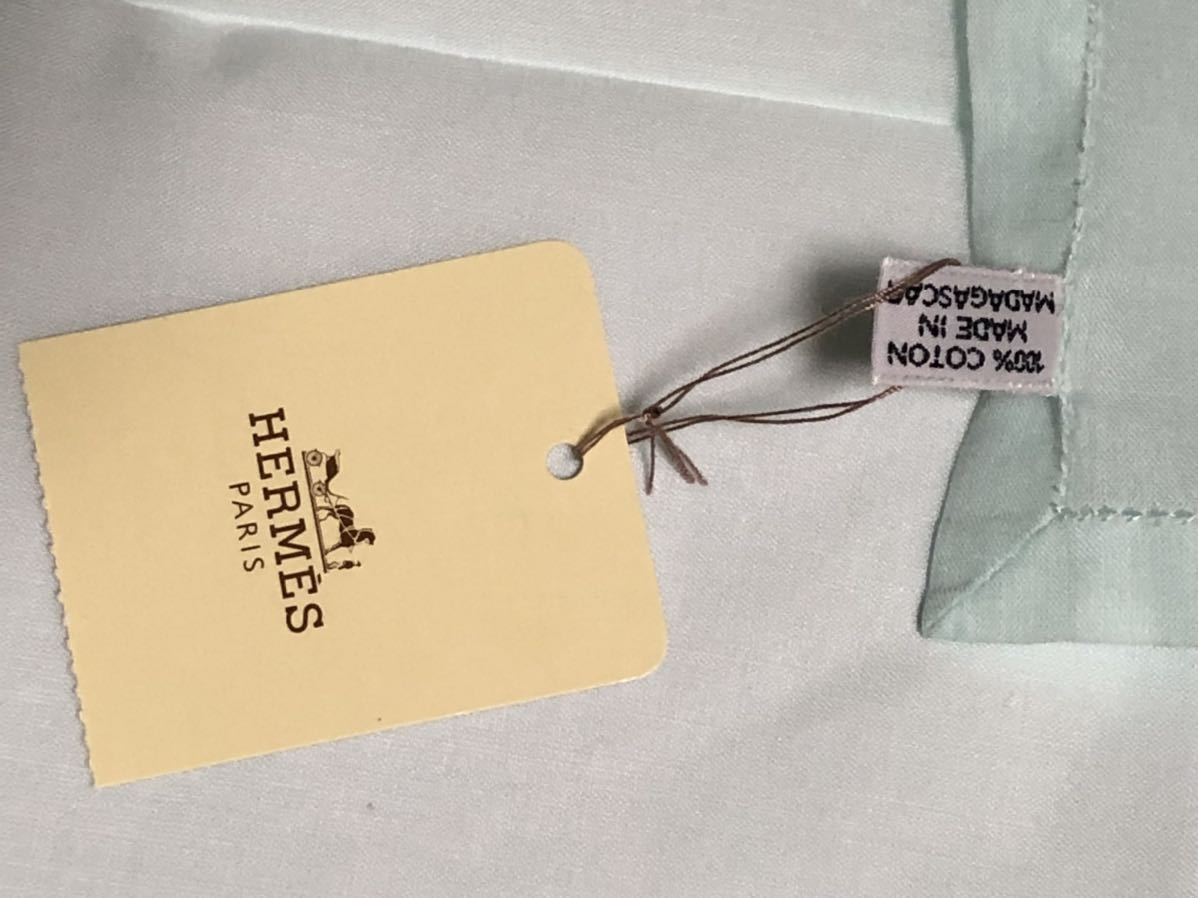 HERMÈS
PARIS
100% COTON
MADE IN
MADAGASCAR